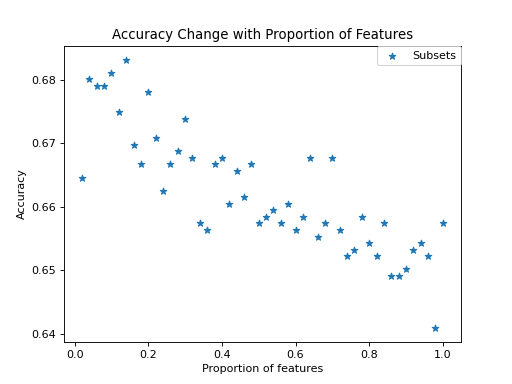 Accuracy Change with Proportion of Features
Subsets
Accuracy
0.68
0.67
0.66
0.65
0.64
0.0 0.2 0.4 0.6 0.8 1.0
Proportion of features